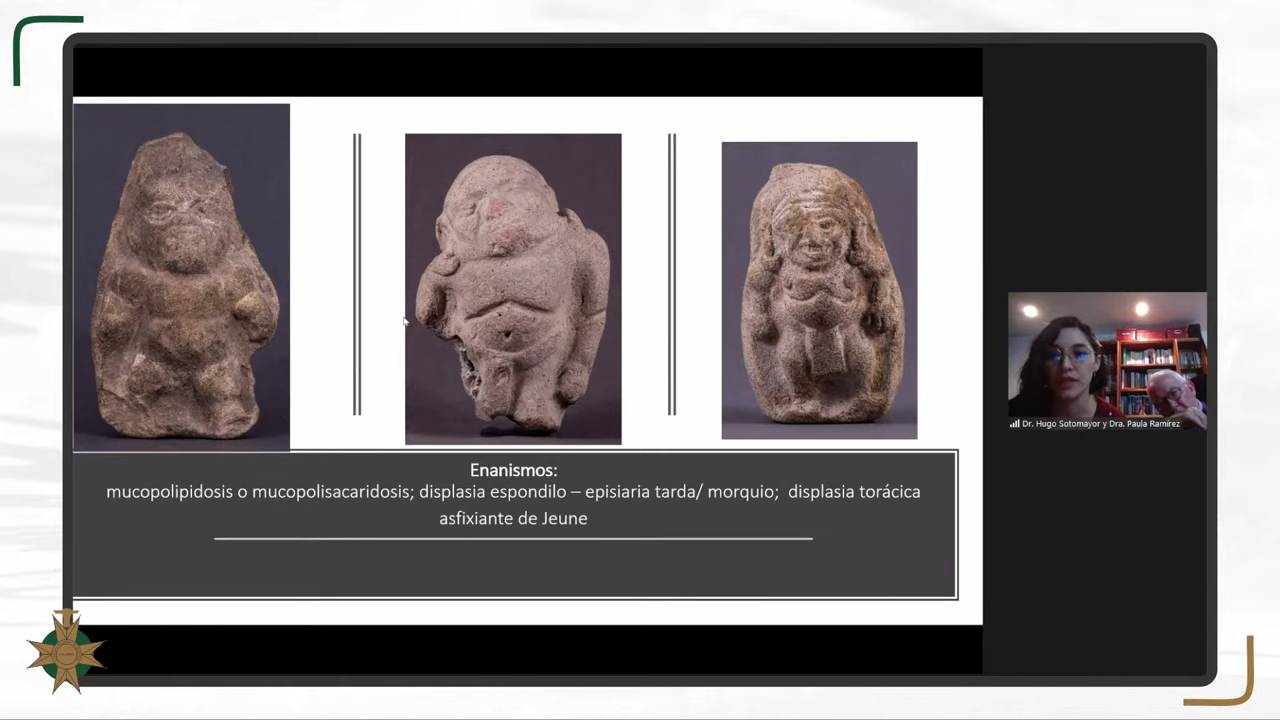 Enanismos:
mucopolipidosis o mucopolisacaridosis; displasia espondilo – episiaria tarda/ morquio; displasia torácica
asfixiante de Jeune
Dr. Hugo Sotomayor y Dra. Paula Ramírez